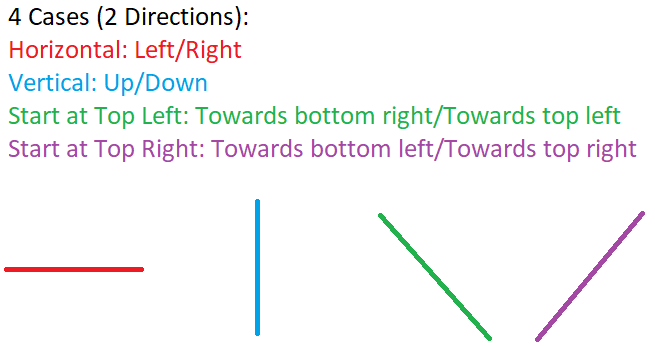 4 Cases (2 Directions):
Horizontal: Left/Right
Vertical: Up/Down
Start at Top Left: Towards bottom right/Towards top left
Start at Top Right: Towards bottom left/Towards top right